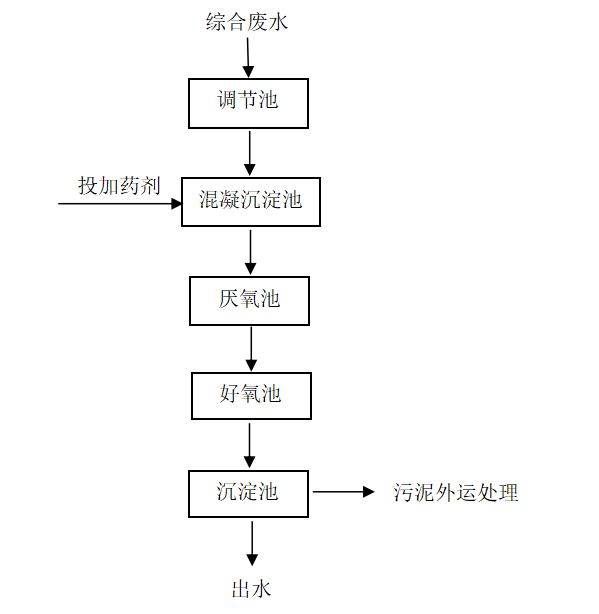 综合废水
调节池
投加药剂
混凝沉淀池
厌氧池
好氧池
沉淀池
污泥外运处理
出水